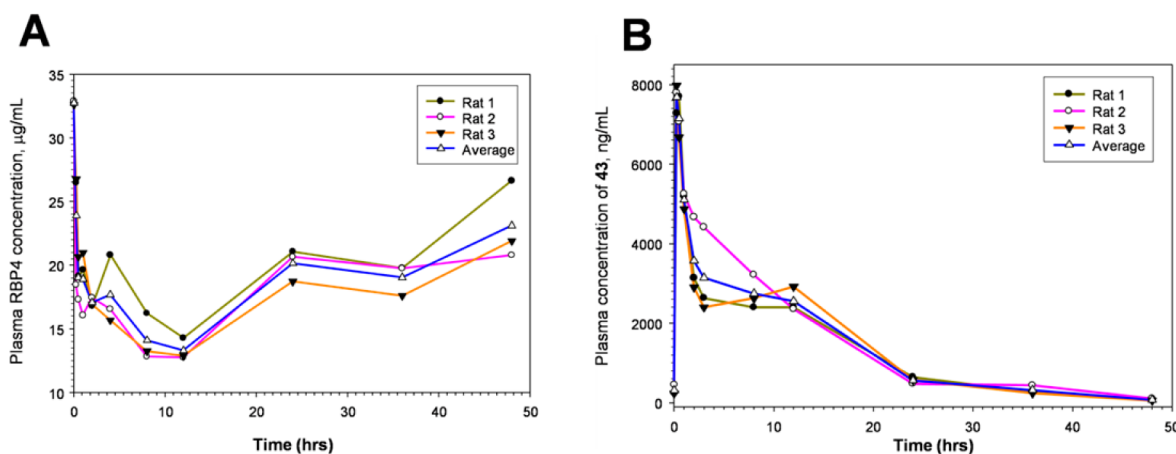 A
Plasma RBP4 concentration, µg/mL
35
30
25
20
15
10
0
10
20
30
40
50
Time (hrs)
Rat 1
Rat 2
Rat 3
Average
B
Plasma concentration of 43, ng/mL
8000
6000
4000
2000
0
0
10
20
30
40
50
Time (hrs)
Rat 1
Rat 2
Rat 3
Average